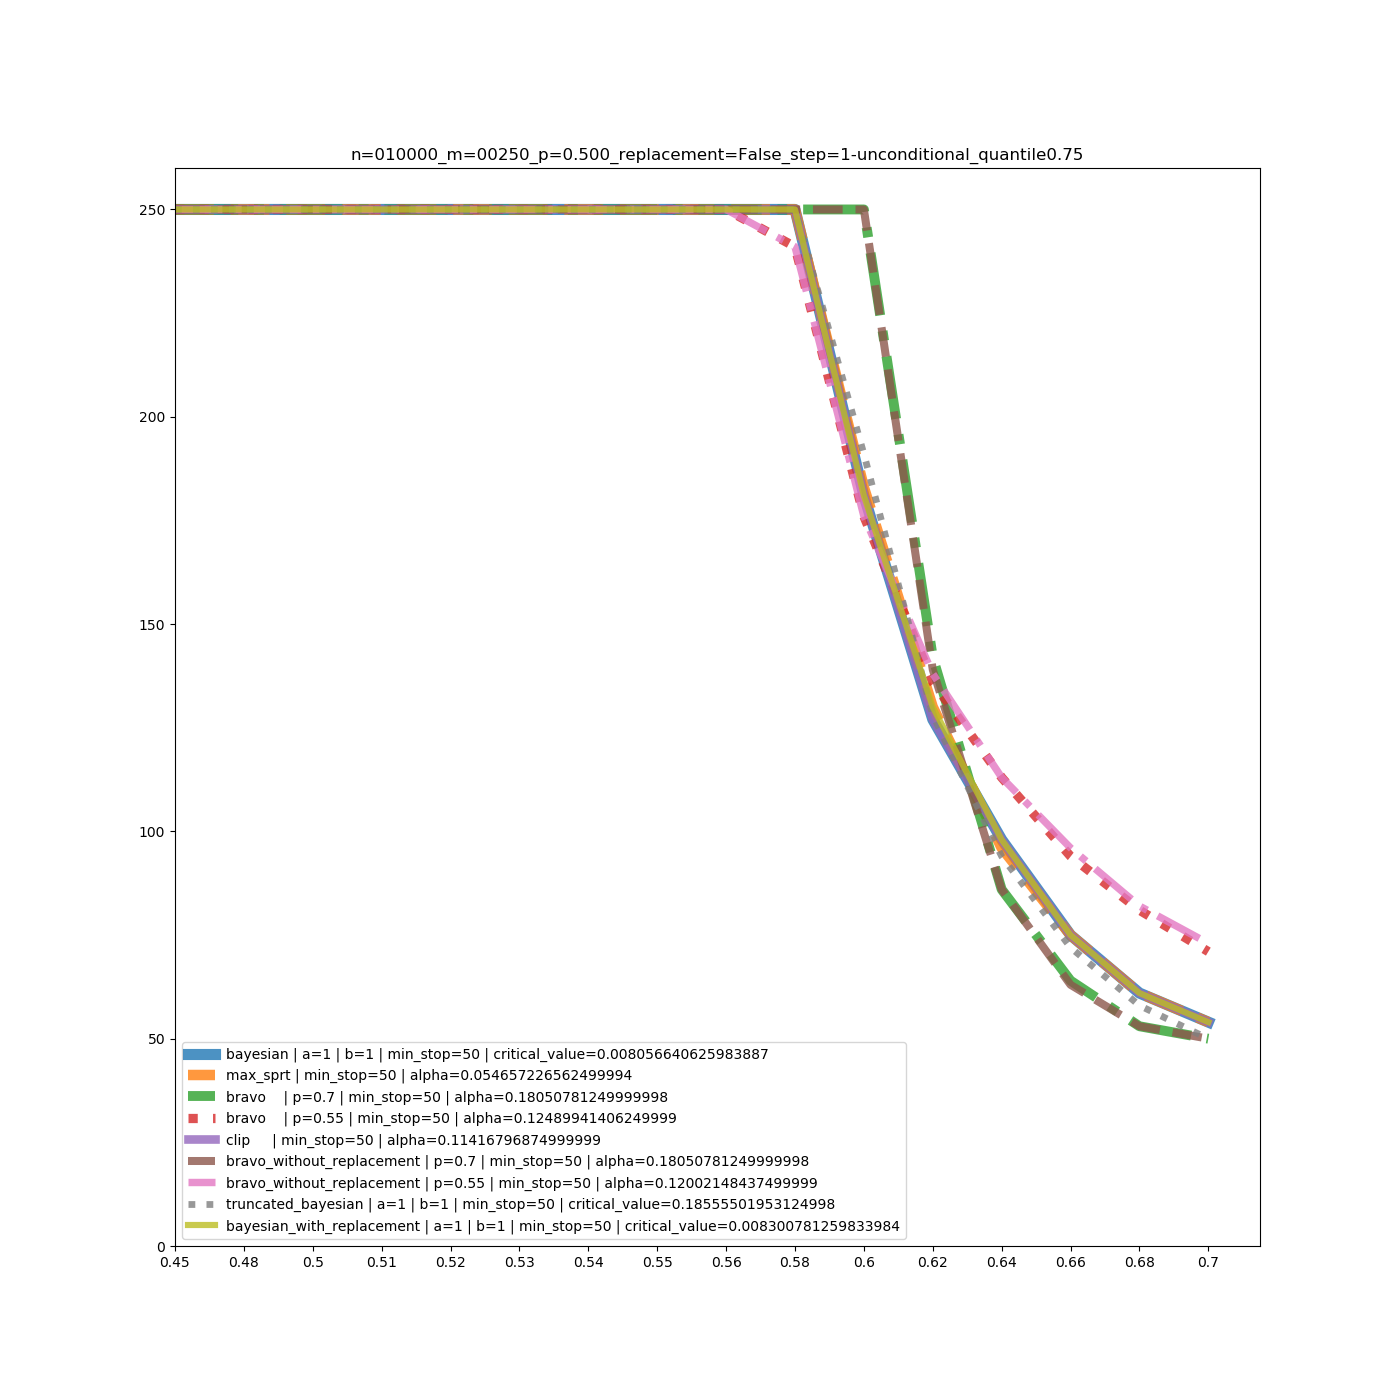 n=010000_m=00250_p=0.500_replacement=False_step=1-unconditional_quantile0.75
250
200
150
100
50
0
bayesian | a=1 | b=1 | min_stop=50 | critical_value=0.008056640625983887
max_sprt | min_stop=50 | alpha=0.054657226562499994
bravo | p=0.7 | min_stop=50 | alpha=0.18050781249999998
bravo | p=0.55 | min_stop=50 | alpha=0.12489941406249999
clip | min_stop=50 | alpha=0.11416796874999999
bravo_without_replacement | p=0.7 | min_stop=50 | alpha=0.18050781249999998
bravo_without_replacement | p=0.55 | min_stop=50 | alpha=0.12002148437499999
truncated_bayesian | a=1 | b=1 | min_stop=50 | critical_value=0.18555501953124998
bayesian_with_replacement | a=1 | b=1 | min_stop=50 | critical_value=0.008300781259833984
0.45 0.48 0.5 0.51 0.52 0.53 0.54 0.55 0.56 0.58 0.6 0.62 0.64 0.66 0.68 0.7